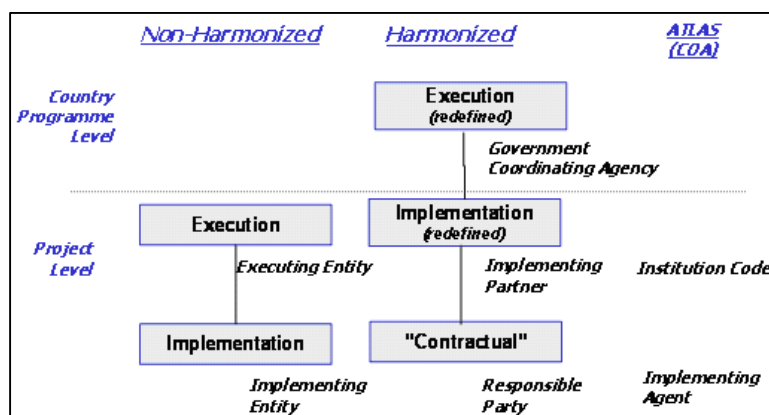 Non-Harmonized
Harmonized
ATLAS
(COA)
Country
Programme
Level
Execution
(redefined)
Government
Coordinating Agency
Project
Level
Execution
Implementation
(redefined)
Executing Entity
Implementing
Partner
Institution Code
Implementation
"Contractual"
Implementing
Entity
Responsible
Party
Implementing
Agent